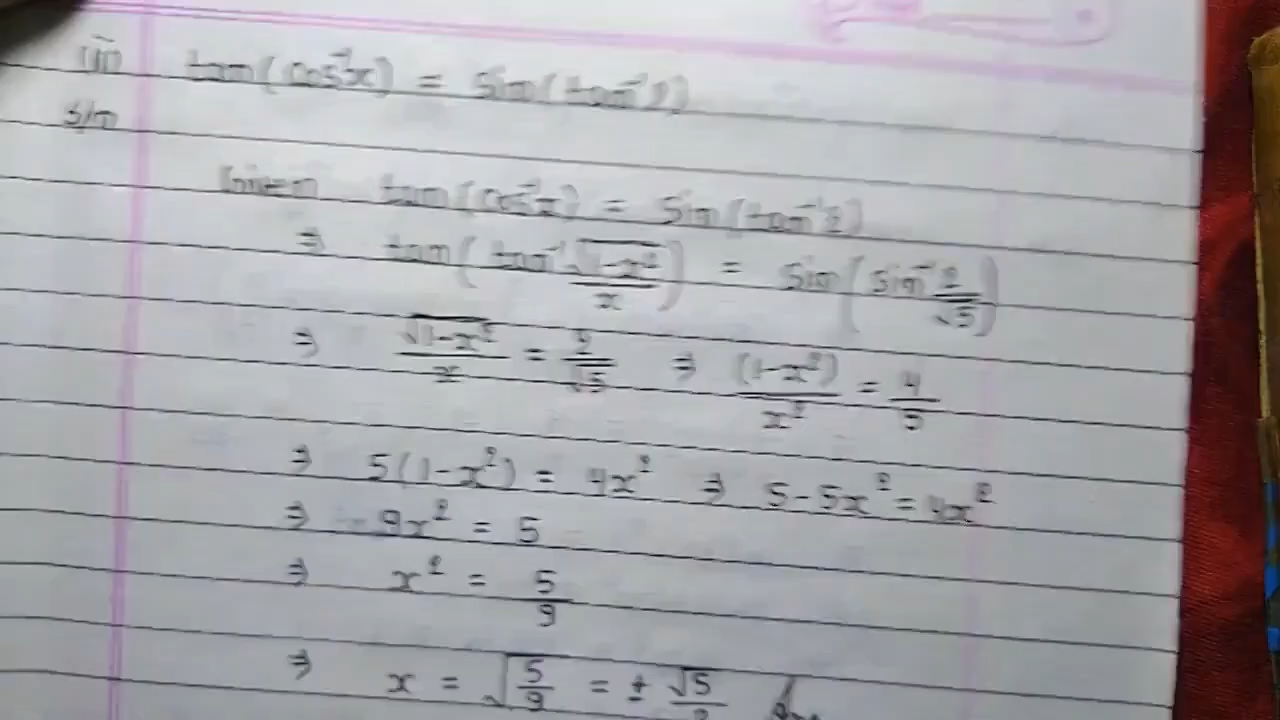 (iii) tan(cos⁻¹x) = sin(tan⁻¹2)
S/n
Given tan(cos⁻¹x) = sin(tan⁻¹2)
⇒ tan(tan⁻¹ √(1-x²)/x) = sin(sin⁻¹ 2/√5)
⇒ √(1-x²)/x = 2/√5 ⇒ (1-x²)/x² = 4/5
⇒ 5(1-x²) = 4x² ⇒ 5-5x² = 4x²
⇒ 9x² = 5
⇒ x² = 5/9
⇒ x = √(5/9) = ± √5/3 Ans